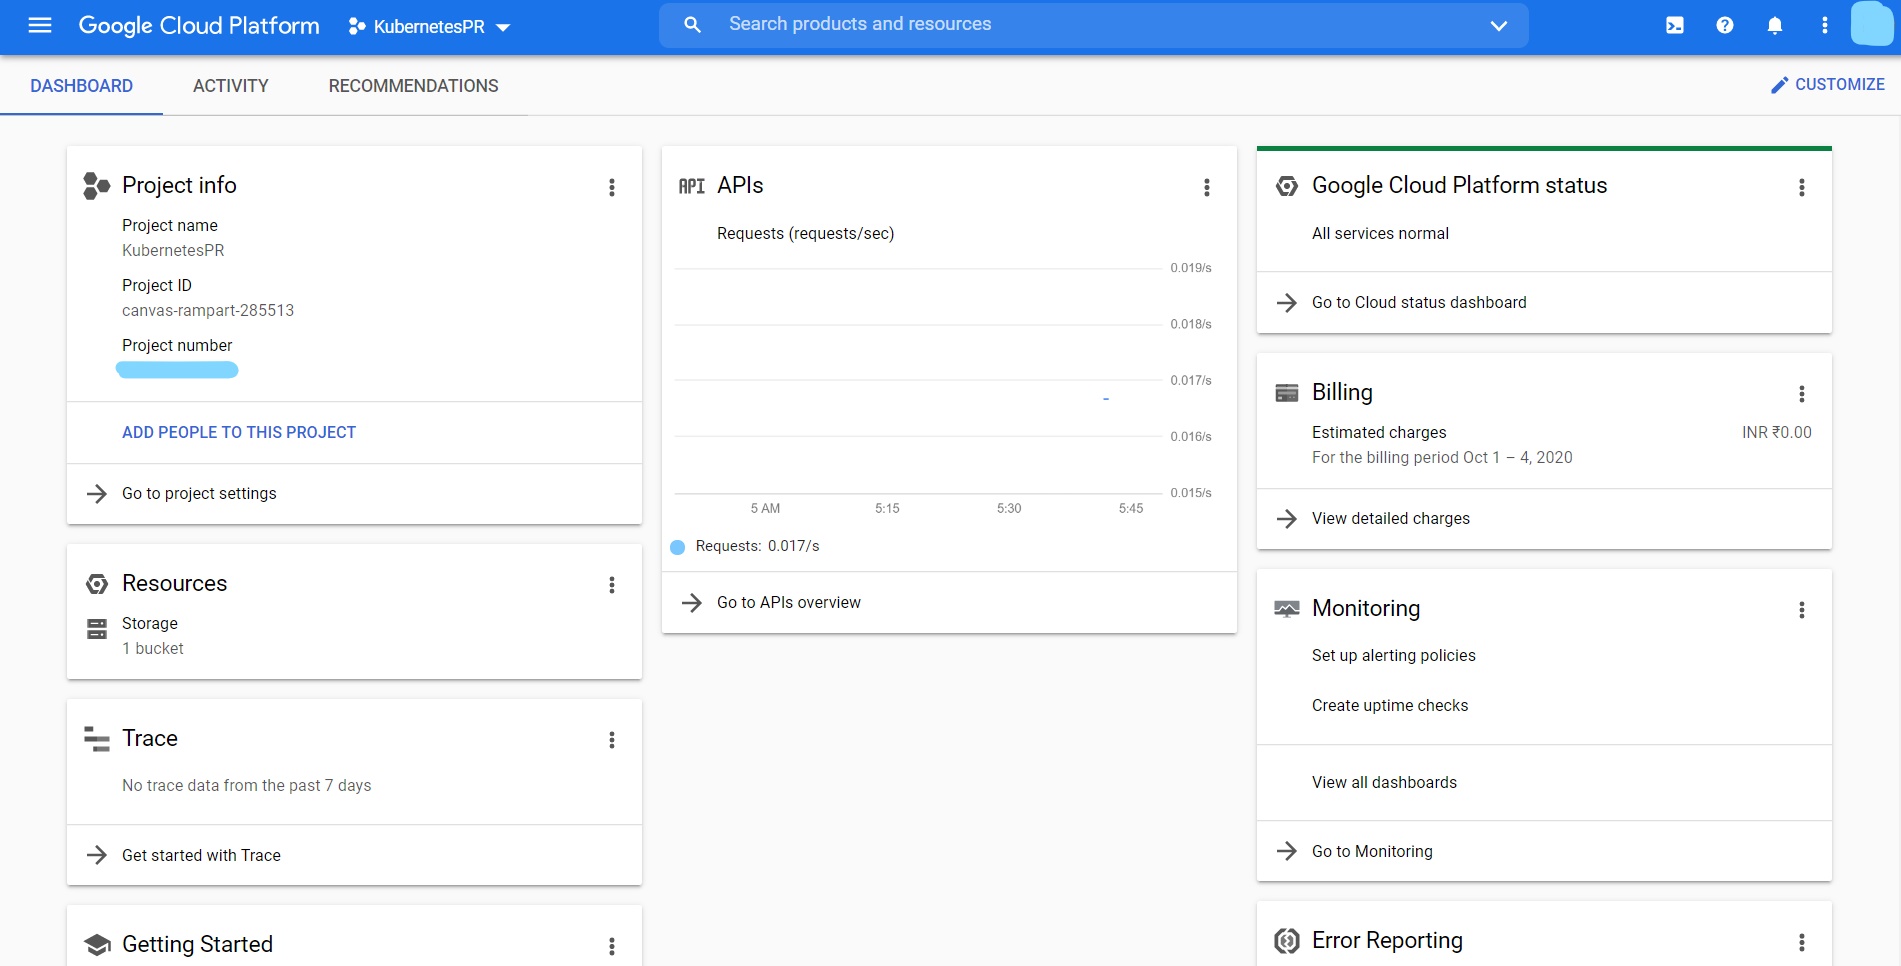 Google Cloud Platform
KubernetesPR
Search products and resources
DASHBOARD
ACTIVITY
RECOMMENDATIONS
CUSTOMIZE
Project info
Project name
KubernetesPR
Project ID
canvas-rampart-285513
Project number
ADD PEOPLE TO THIS PROJECT
Go to project settings
Resources
Storage
1 bucket
Trace
No trace data from the past 7 days
Get started with Trace
Getting Started
API APIs
Requests (requests/sec)
0.019/s
0.018/s
0.017/s
0.016/s
0.015/s
5 AM 5:15 5:30 5:45
Requests: 0.017/s
Go to APIs overview
Google Cloud Platform status
All services normal
Go to Cloud status dashboard
Billing
Estimated charges INR ₹0.00
For the billing period Oct 1 – 4, 2020
View detailed charges
Monitoring
Set up alerting policies
Create uptime checks
View all dashboards
Go to Monitoring
Error Reporting